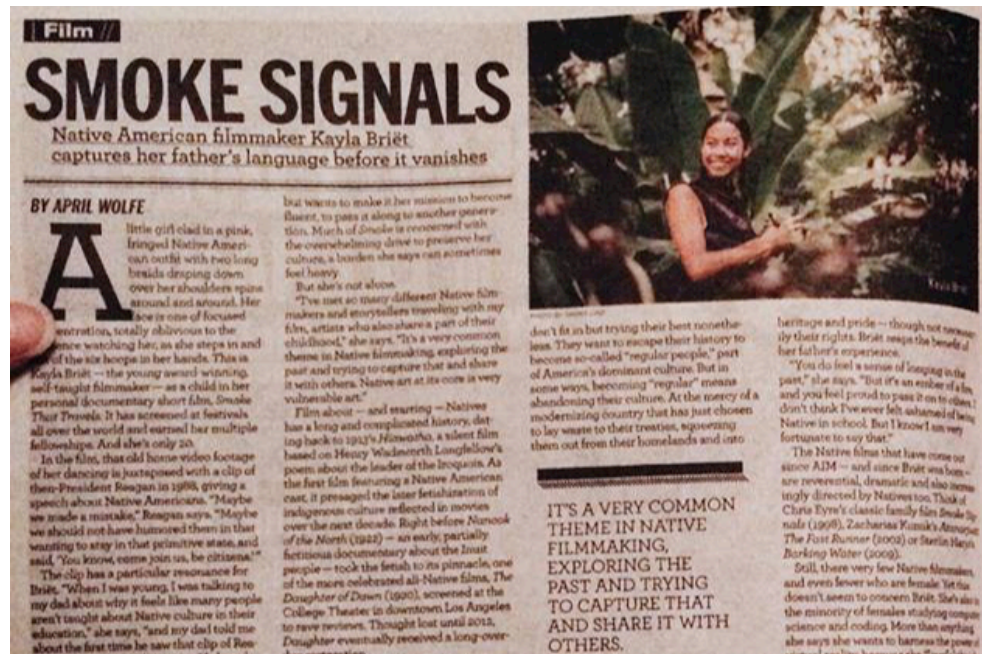 Film
SMOKE SIGNALS
Native American filmmaker Kayla Briët
captures her father's language before it vanishes
BY APRIL WOLFE
A
little girl clad in a pink,
fringed Native Ameri-
can outfit with two long
braids draping down
over her shoulders spins
around and around. Her
face is one of focused
entration, totally oblivious to the
ence watching her, as she steps in and
of the six hoops in her hands. This is
Kayla Briët — the young award-winning,
self-taught filmmaker — as a child in her
personal documentary short film, Smoke
That Travels. It has screened at festivals
all over the world and earned her multiple
fellowships. And she's only 20.
In the film, that old home video footage
of her dancing is juxtaposed with a clip of
then-President Reagan in 1988, giving a
speech about Native Americans. "Maybe
we made a mistake," Reagan says. "Maybe
we should not have humored them in that
wanting to stay in that primitive state, and
said, 'You know, come join us, be citizens.'"
The clip has a particular resonance for
Briët. "When I was young, I was talking to
my dad about why it feels like many people
aren't taught about Native culture in their
education," she says, "and my dad told me
about the first time he saw that clip of Rea-
but wants to make it her mission to become
fluent, to pass it along to another genera-
tion. Much of Smoke is concerned with
the overwhelming drive to preserve her
culture, a burden she says can sometimes
feel heavy.
But she's not alone.
"I've met so many different Native film-
makers and storytellers traveling with my
film, artists who also share a part of their
childhood," she says. "It's a very common
theme in Native filmmaking, exploring the
past and trying to capture that and share
it with others. Native art at its core is very
vulnerable art."
Film about — and starring — Natives
has a long and complicated history, dat-
ing back to 1913's Hiawatha, a silent film
based on Henry Wadsworth Longfellow's
poem about the leader of the Iroquois. As
the first film featuring a Native American
cast, it presaged the later fetishization of
indigenous culture reflected in movies
over the next decade. Right before Nanook
of the North (1922) — an early, partially
fictitious documentary about the Inuit
people — took the fetish to its pinnacle, one
of the more celebrated all-Native films, The
Daughter of Dawn (1920), screened at the
College Theater in downtown Los Angeles
to rave reviews. Thought lost until 2012,
Daughter eventually received a long-over-
Kayla Briët
don't fit in but trying their best nonethe-
less. They want to escape their history to
become so-called "regular people," part
of America's dominant culture. But in
some ways, becoming "regular" means
abandoning their culture. At the mercy of a
modernizing country that has just chosen
to lay waste to their treaties, squeezing
them out from their homelands and into
IT'S A VERY COMMON
THEME IN NATIVE
FILMMAKING,
EXPLORING THE
PAST AND TRYING
TO CAPTURE THAT
AND SHARE IT WITH
OTHERS.
heritage and pride — though not necessar-
ily their rights. Briët reaps the benefits of
her father's experience.
"You do feel a sense of longing in the
past," she says. "But it's an ember of a fire,
and you feel proud to pass it on to others. I
don't think I've ever felt ashamed of being
Native in school. But I know I am very
fortunate to say that."
The Native films that have come out
since AIM — and since Briët was born —
are reverential, dramatic and also increas-
ingly directed by Natives too. Think of
Chris Eyre's classic family film Smoke Sig-
nals (1998), Zacharias Kunuk's Atanarjuat:
The Fast Runner (2002) or Sterlin Harjo's
Barking Water (2009).
Still, there very few Native filmmakers,
and even fewer who are female. Yet this
doesn't seem to concern Briët. She's also in
the minority of females studying computer
science and coding. More than anything
she says she wants to harness the power of